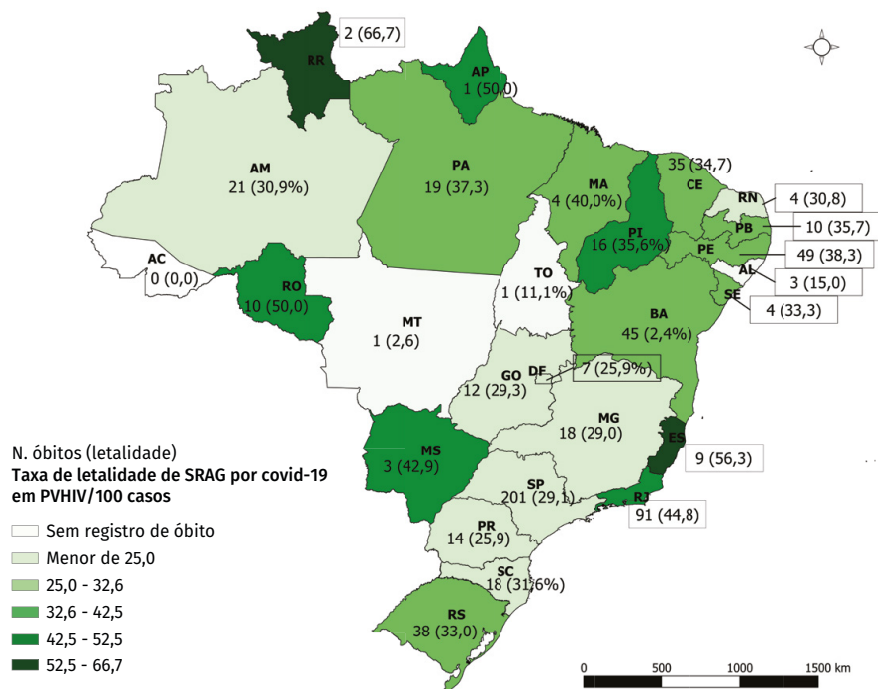 2 (66,7)
RR
AP
1 (50,0)
AM
21 (30,9%)
PA
19 (37,3)
MA
4 (40,0%)
35 (34,7)
CE
RN
4 (30,8)
PB
10 (35,7)
PI
16 (35,6%)
PE
49 (38,3)
AL
3 (15,0)
SE
4 (33,3)
AC
0 (0,0)
RO
10 (50,0)
TO
1 (11,1%)
MT
1 (2,6)
BA
45 (2,4%)
GO
12 (29,3)
DF
7 (25,9%)
MG
18 (29,0)
ES
9 (56,3)
MS
3 (42,9)
SP
201 (29,1)
RJ
91 (44,8)
PR
14 (25,9)
SC
18 (31,6%)
RS
38 (33,0)
N. óbitos (letalidade)
Taxa de letalidade de SRAG por covid-19
em PVHIV/100 casos
Sem registro de óbito
Menor de 25,0
25,0 - 32,6
32,6 - 42,5
42,5 - 52,5
52,5 - 66,7
0 500 1000 1500 km